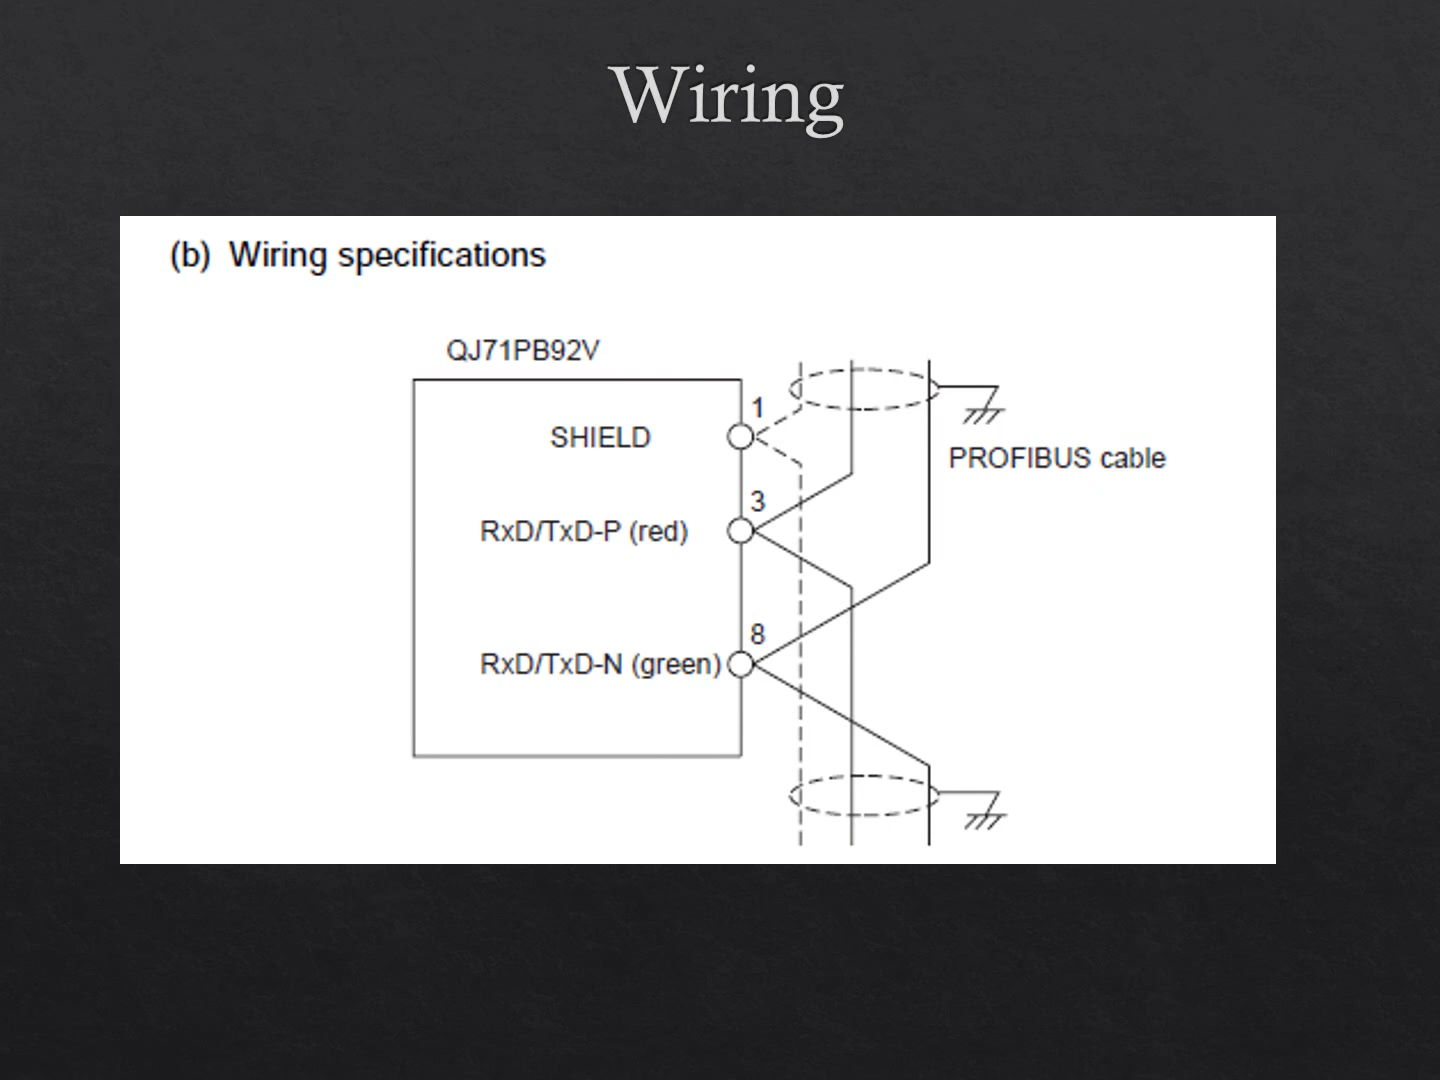 Wiring
(b) Wiring specifications
QJ71PB92V
1
SHIELD
PROFIBUS cable
3
RxD/TxD-P (red)
8
RxD/TxD-N (green)